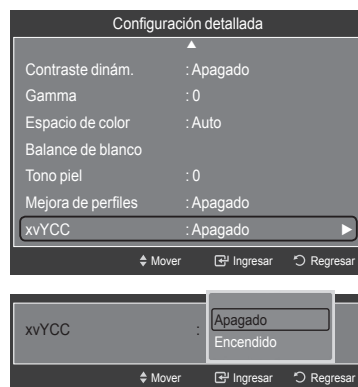 Configuración detallada
Contraste dinám. : Apagado
Gamma : 0
Espacio de color : Auto
Balance de blanco
Tono piel : 0
Mejora de perfiles : Apagado
xvYCC : Apagado
Mover Ingresar Regresar
xvYCC : Apagado
Encendido
Mover Ingresar Regresar